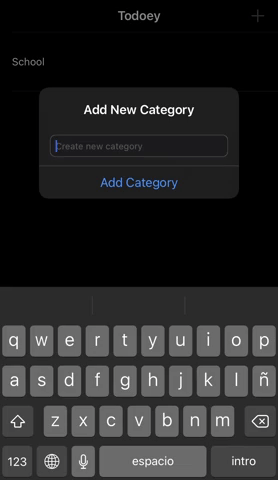 Todoey
School
Add New Category
Create new category
Add Category
q w e r t y u i o p
a s d f g h j k l ñ
z x c v b n m
123 espacio intro